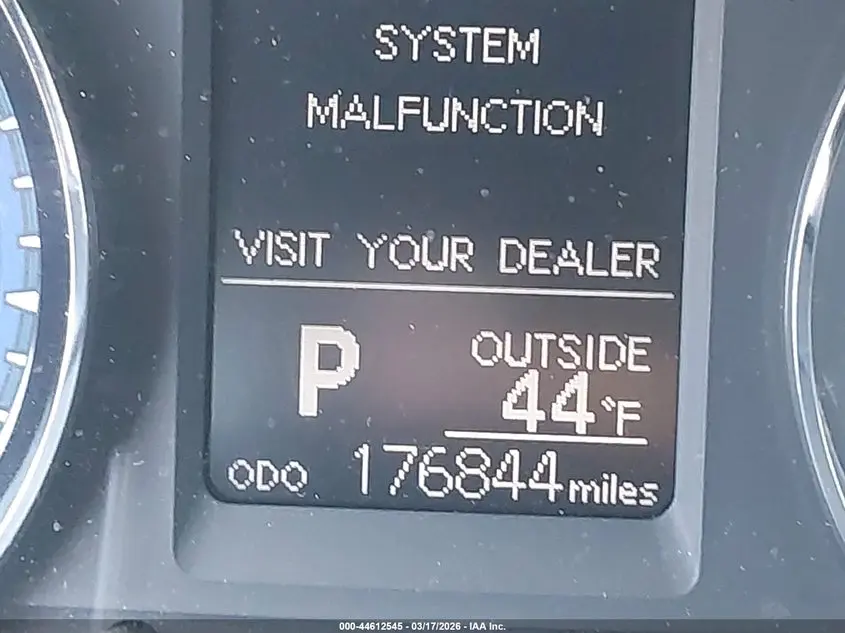 SYSTEM
MALFUNCTION
VISIT YOUR DEALER
P
OUTSIDE
44°F
ODO 176844 miles
000-44612545 - 03/17/2026 - IAA Inc.